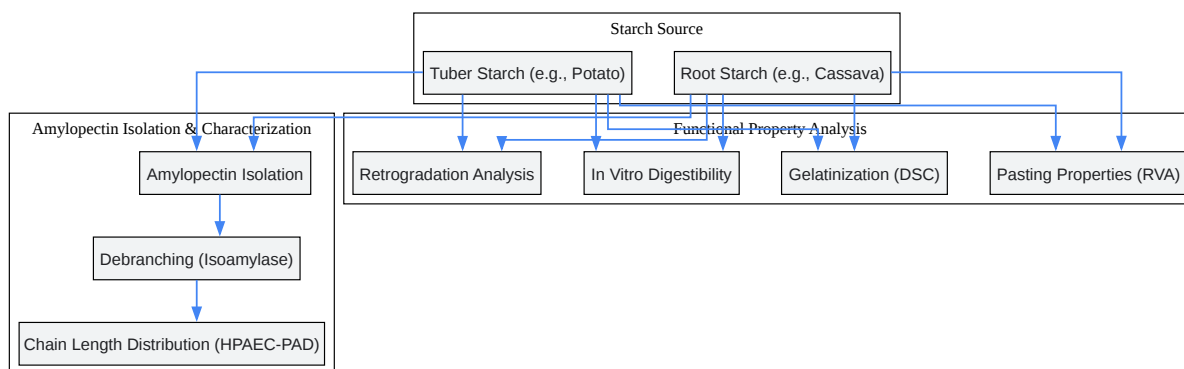 Starch Source
Tuber Starch (e.g., Potato)
Root Starch (e.g., Cassava)
Amylopectin Isolation & Characterization
Functional Property Analysis
Amylopectin Isolation
Retrogradation Analysis
In Vitro Digestibility
Gelatinization (DSC)
Pasting Properties (RVA)
Debranching (Isoamylase)
Chain Length Distribution (HPAEC-PAD)